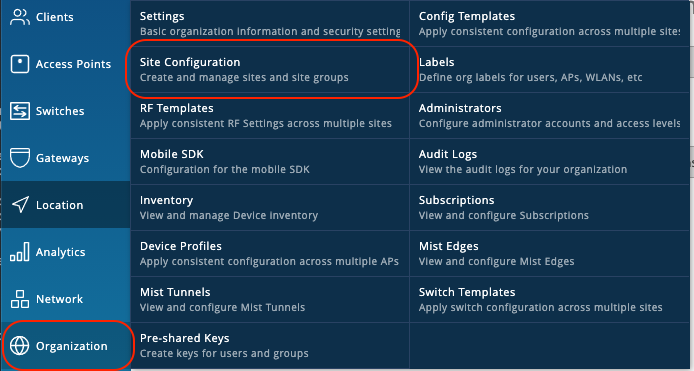 Clients
Access Points
Switches
Gateways
Location
Analytics
Network
Organization
Settings
Basic organization information and security setting
Site Configuration
Create and manage sites and site groups
RF Templates
Apply consistent RF Settings across multiple sites
Mobile SDK
Configuration for the mobile SDK
Inventory
View and manage Device Inventory
Device Profiles
Apply consistent configuration across multiple APs
Mist Tunnels
View and configure Mist Tunnels
Pre-shared Keys
Create keys for users and groups
Config Templates
Apply consistent configuration across multiple sites
Labels
Define org labels for users, APs, WLANs, etc
Administrators
Configure administrator accounts and access levels
Audit Logs
View the audit logs for your organization
Subscriptions
View and configure Subscriptions
Mist Edges
View and configure Mist Edges
Switch Templates
Apply switch configuration across multiple sites